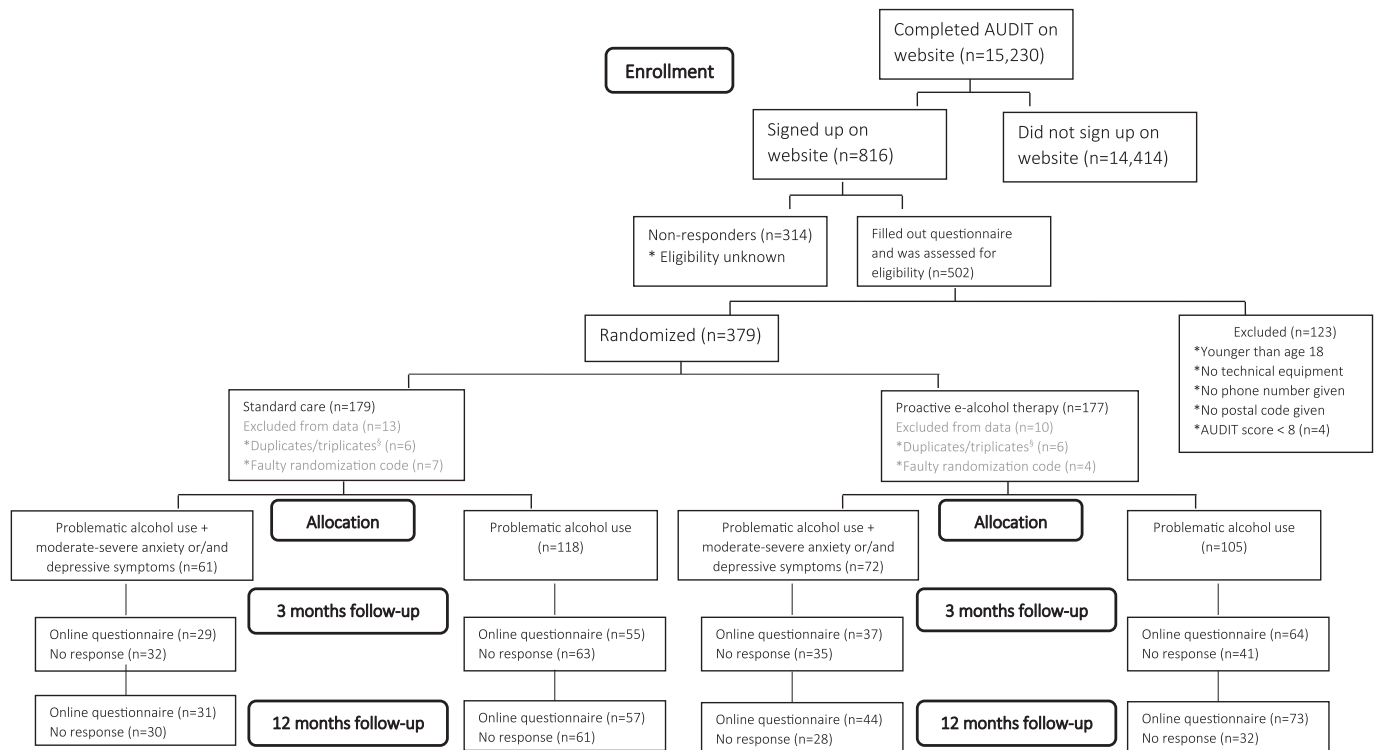 Completed AUDIT on
website (n=15,230)
Enrollment
Signed up on
website (n=816)
Did not sign up on
website (n=14,414)
Non-responders (n=314)
* Eligibility unknown
Filled out questionnaire
and was assessed for
eligibility (n=502)
Randomized (n=379)
Excluded (n=123)
*Younger than age 18
*No technical equipment
*No phone number given
*No postal code given
*AUDIT score < 8 (n=4)
Standard care (n=179)
Excluded from data (n=13)
*Duplicates/triplicates§ (n=6)
*Faulty randomization code (n=7)
Proactive e-alcohol therapy (n=177)
Excluded from data (n=10)
*Duplicates/triplicates§ (n=6)
*Faulty randomization code (n=4)
Problematic alcohol use +
moderate-severe anxiety or/and
depressive symptoms (n=61)
Allocation
Problematic alcohol use
(n=118)
Problematic alcohol use +
moderate-severe anxiety or/and
depressive symptoms (n=72)
Allocation
Problematic alcohol use
(n=105)
3 months follow-up
3 months follow-up
Online questionnaire (n=29)
No response (n=32)
Online questionnaire (n=55)
No response (n=63)
Online questionnaire (n=37)
No response (n=35)
Online questionnaire (n=64)
No response (n=41)
Online questionnaire (n=31)
No response (n=30)
12 months follow-up
Online questionnaire (n=57)
No response (n=61)
Online questionnaire (n=44)
No response (n=28)
12 months follow-up
Online questionnaire (n=73)
No response (n=32)